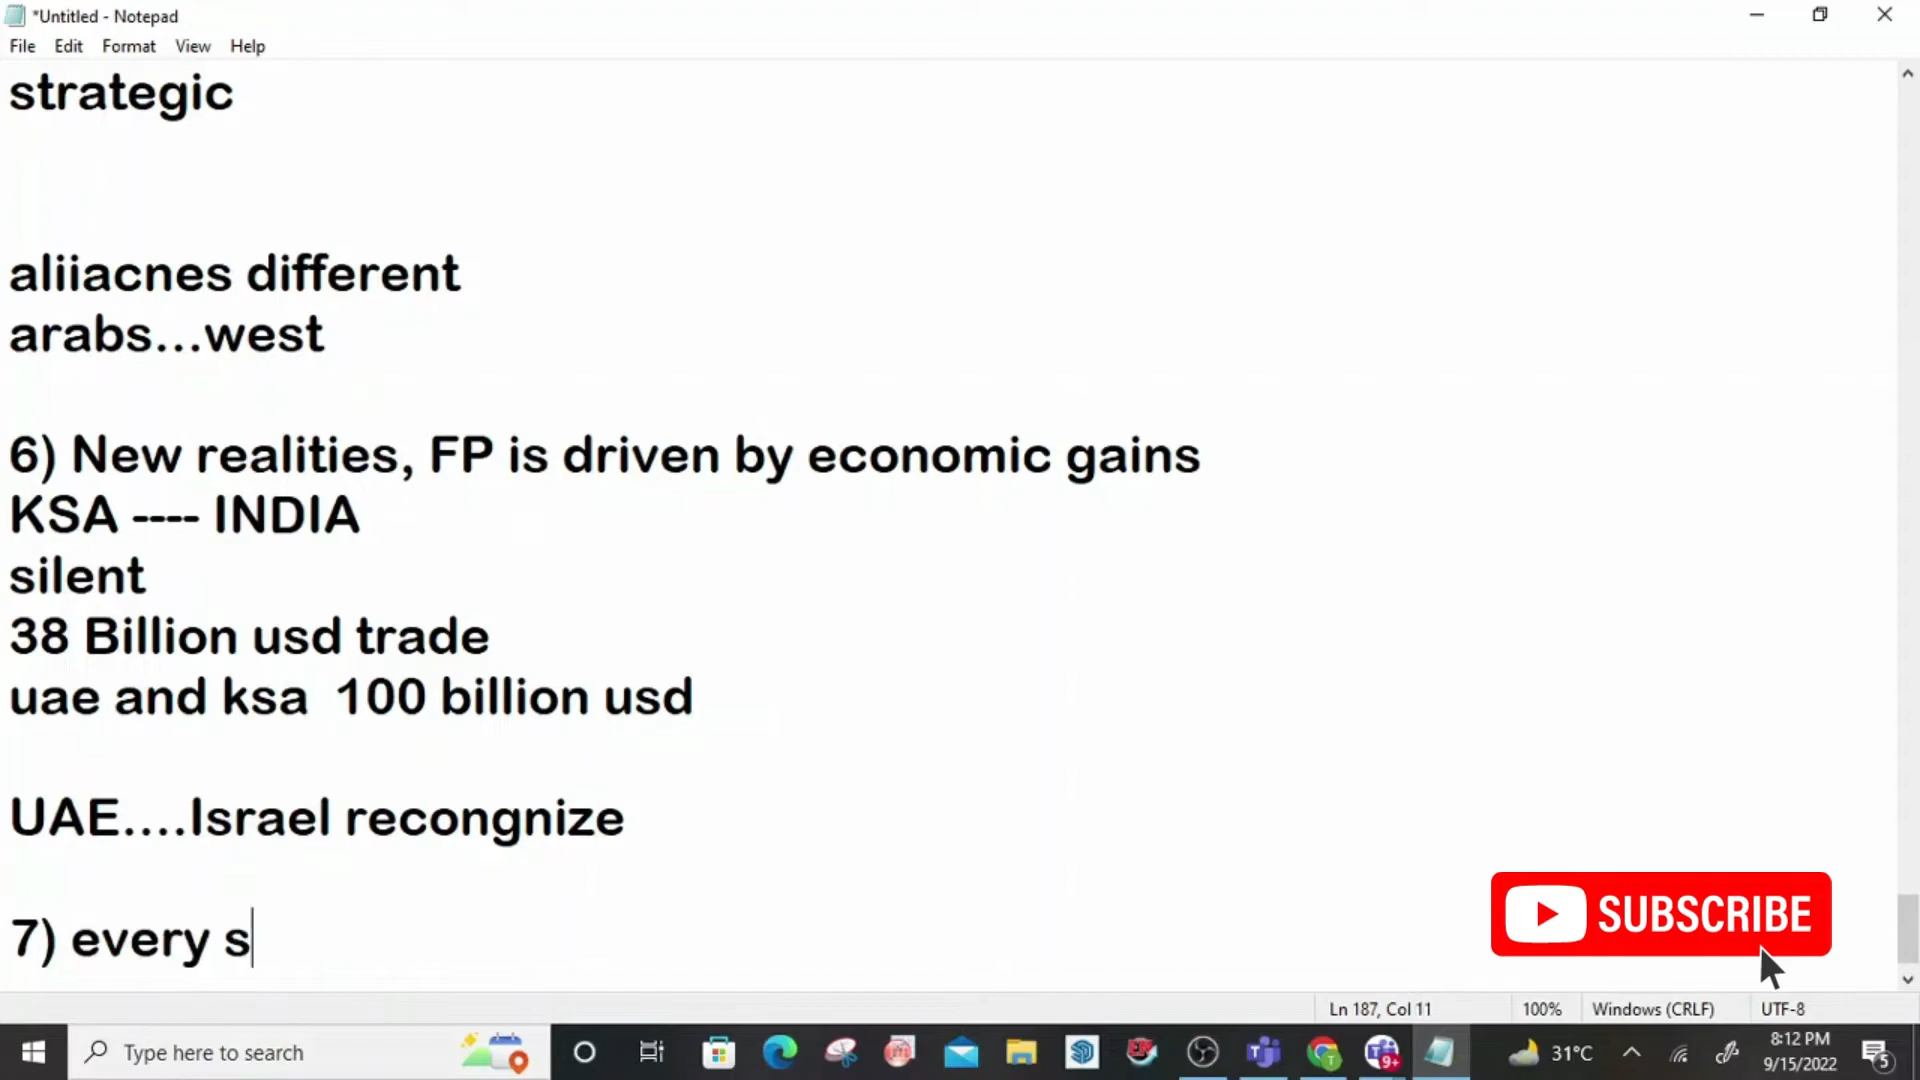 *Untitled - Notepad
File Edit Format View Help
strategic
aliiacnes different
arabs...west
6) New realities, FP is driven by economic gains
KSA ---- INDIA
silent
38 Billion usd trade
uae and ksa  100 billion usd
UAE....Israel recongnize
7) every s
SUBSCRIBE
Ln 187, Col 11 100% Windows (CRLF) UTF-8
Type here to search
9+
31°C
8:12 PM
9/15/2022
5